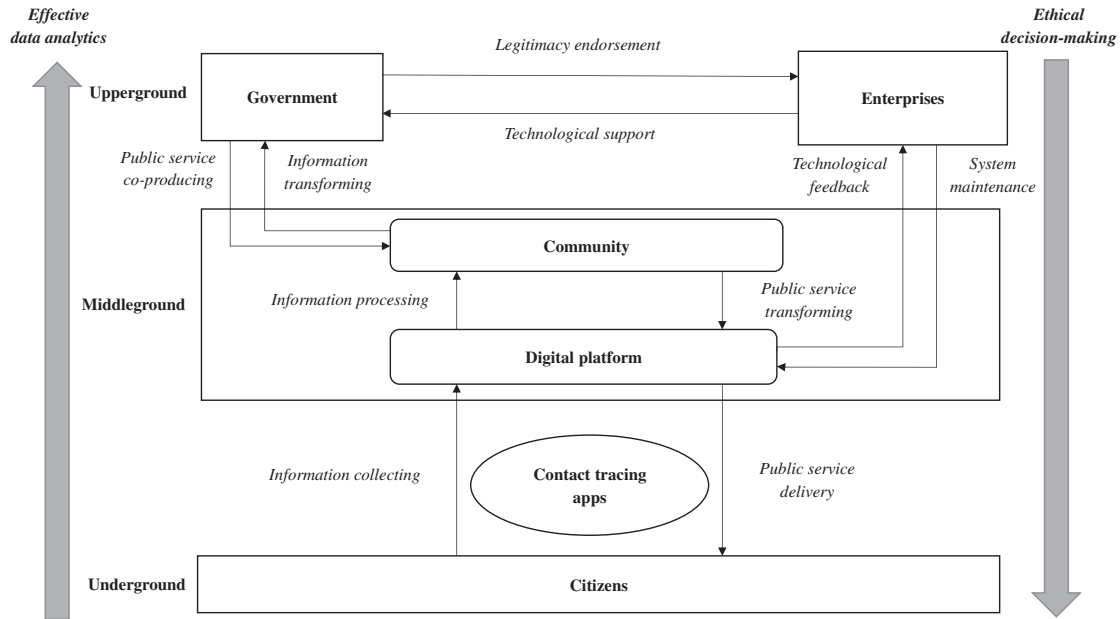 Effective
data analytics
Ethical
decision-making
Legitimacy endorsement
Upperground
Government
Enterprises
Technological support
Public service
co-producing
Information
transforming
Technological
feedback
System
maintenance
Community
Middleground
Information processing
Public service
transforming
Digital platform
Information collecting
Contact tracing
apps
Public service
delivery
Underground
Citizens